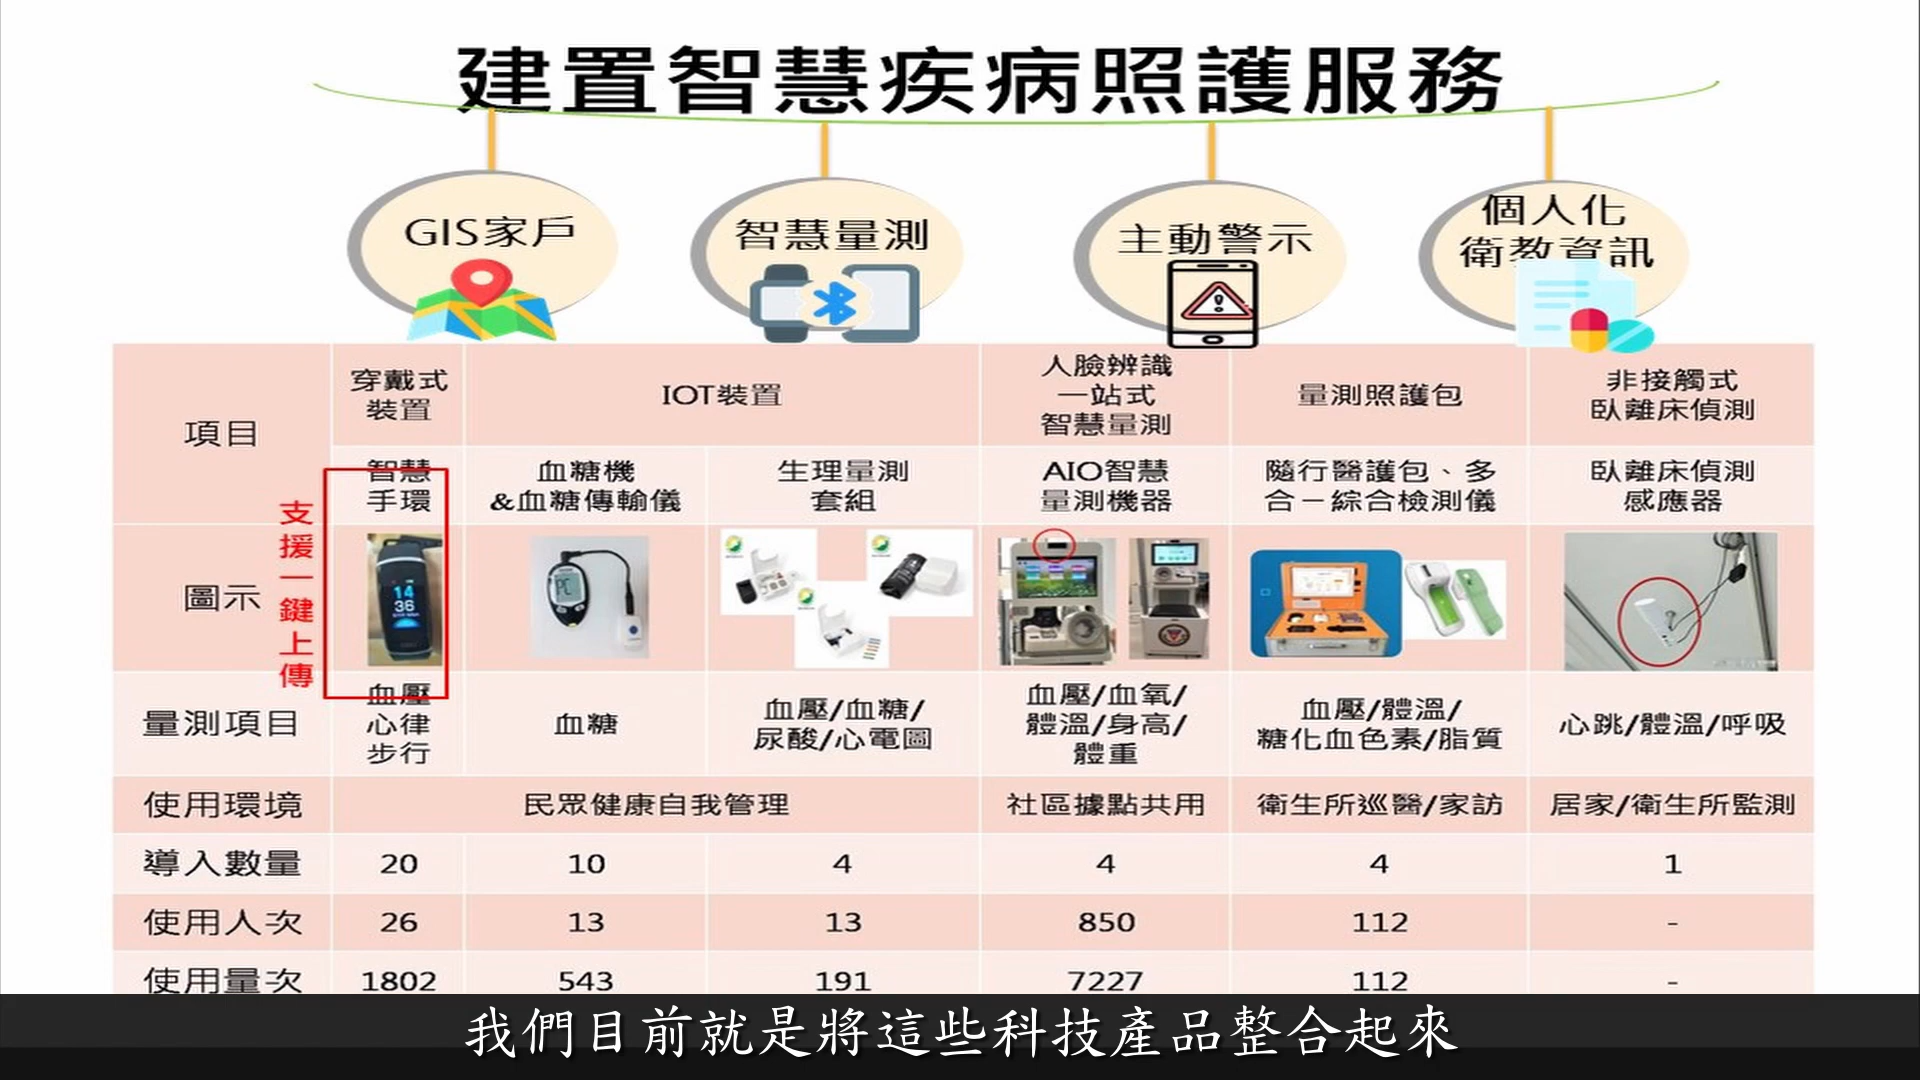 建置智慧疾病照護服務
GIS家戶
智慧量測
主動警示
個人化
衛教資訊
項目
穿戴式
裝置
IOT裝置
人臉辨識
一站式
智慧量測
量測照護包
非接觸式
臥離床偵測
智慧
手環
血糖機
&血糖傳輸儀
生理量測
套組
AIO智慧
量測機器
隨行醫護包、多
合一綜合檢測儀
臥離床偵測
感應器
支援一鍵上傳
圖示
14
36
PC
量測項目
血壓
心律
步行
血糖
血壓/血糖/
尿酸/心電圖
血壓/血氧/
體溫/身高/
體重
血壓/體溫/
糖化血色素/脂質
心跳/體溫/呼吸
使用環境
民眾健康自我管理
社區據點共用
衛生所巡醫/家訪
居家/衛生所監測
導入數量
20
10
4
4
4
1
使用人次
26
13
13
850
112
-
使用量次
1802
543
191
7227
112
-
我們目前就是將這些科技產品整合起來